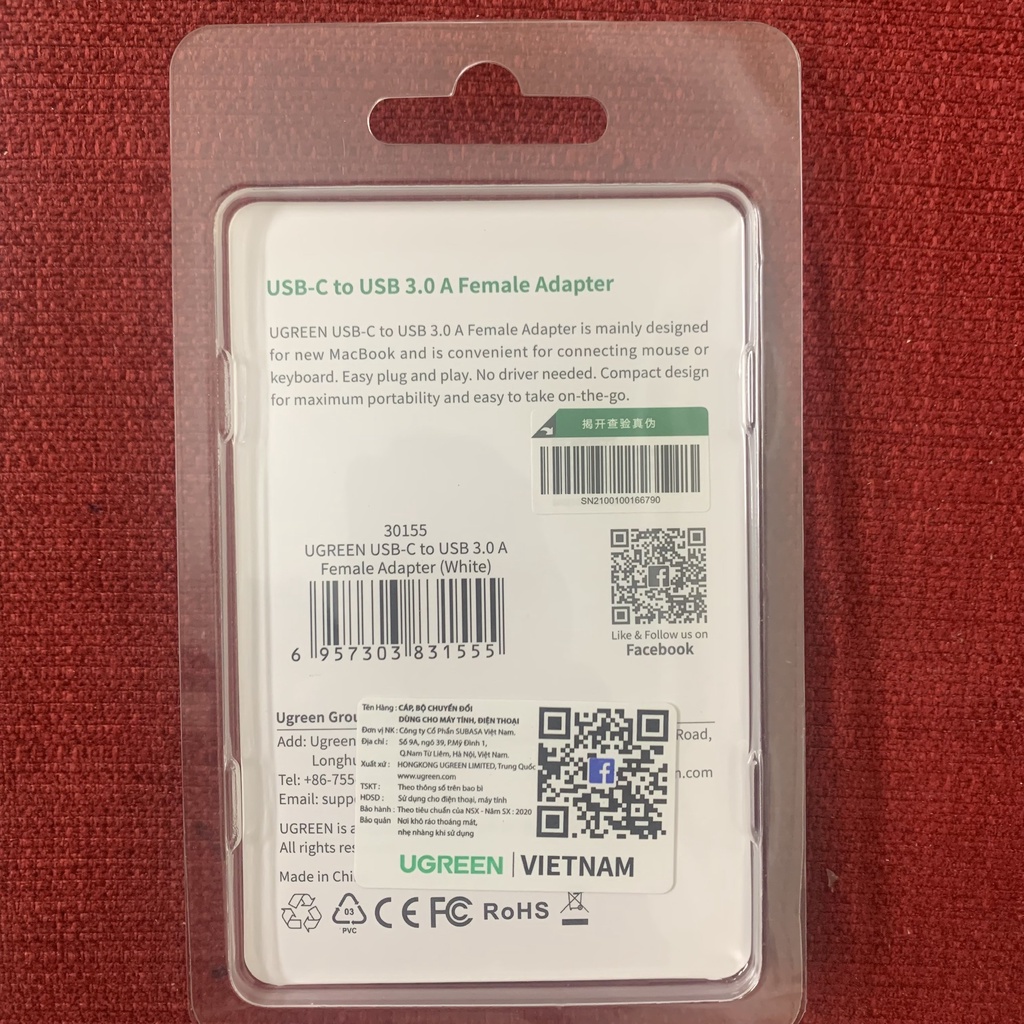 USB-C to USB 3.0 A Female Adapter
UGREEN USB-C to USB 3.0 A Female Adapter is mainly designed
for new MacBook and is convenient for connecting mouse or
keyboard. Easy plug and play. No driver needed. Compact design
for maximum portability and easy to take on-the-go.
揭开查验真伪
SN2100100166790
30155
UGREEN USB-C to USB 3.0 A
Female Adapter (White)
6 957303 831555
Like & Follow us on
Facebook
Ugreen Grou
Add: Ugreen
Road,
Longhu
Tel: +86-755
n.com
Email: supp
UGREEN is a
All rights res
Made in Chi
Tên Hàng : CÁP, BỘ CHUYỂN ĐỔI
DÙNG CHO MÁY TÍNH, ĐIỆN THOẠI
Đơn vị NK : Công ty Cổ Phần SUBASA Việt Nam.
Địa chỉ : Số 9A, ngõ 39, P.Mỹ Đình 1,
Q.Nam Từ Liêm, Hà Nội, Việt Nam.
Xuất xứ : HONGKONG UGREEN LIMITED, Trung Quốc
www.ugreen.com
TSKT : Theo thông số trên bao bì
HDSD : Sử dụng cho điện thoại, máy tính
Bảo hành : Theo tiêu chuẩn của NSX - Năm SX : 2020
Bảo quản Nơi khô ráo thoáng mát,
nhẹ nhàng khi sử dụng
UGREEN | VIETNAM
03
PVC
CE FC RoHS